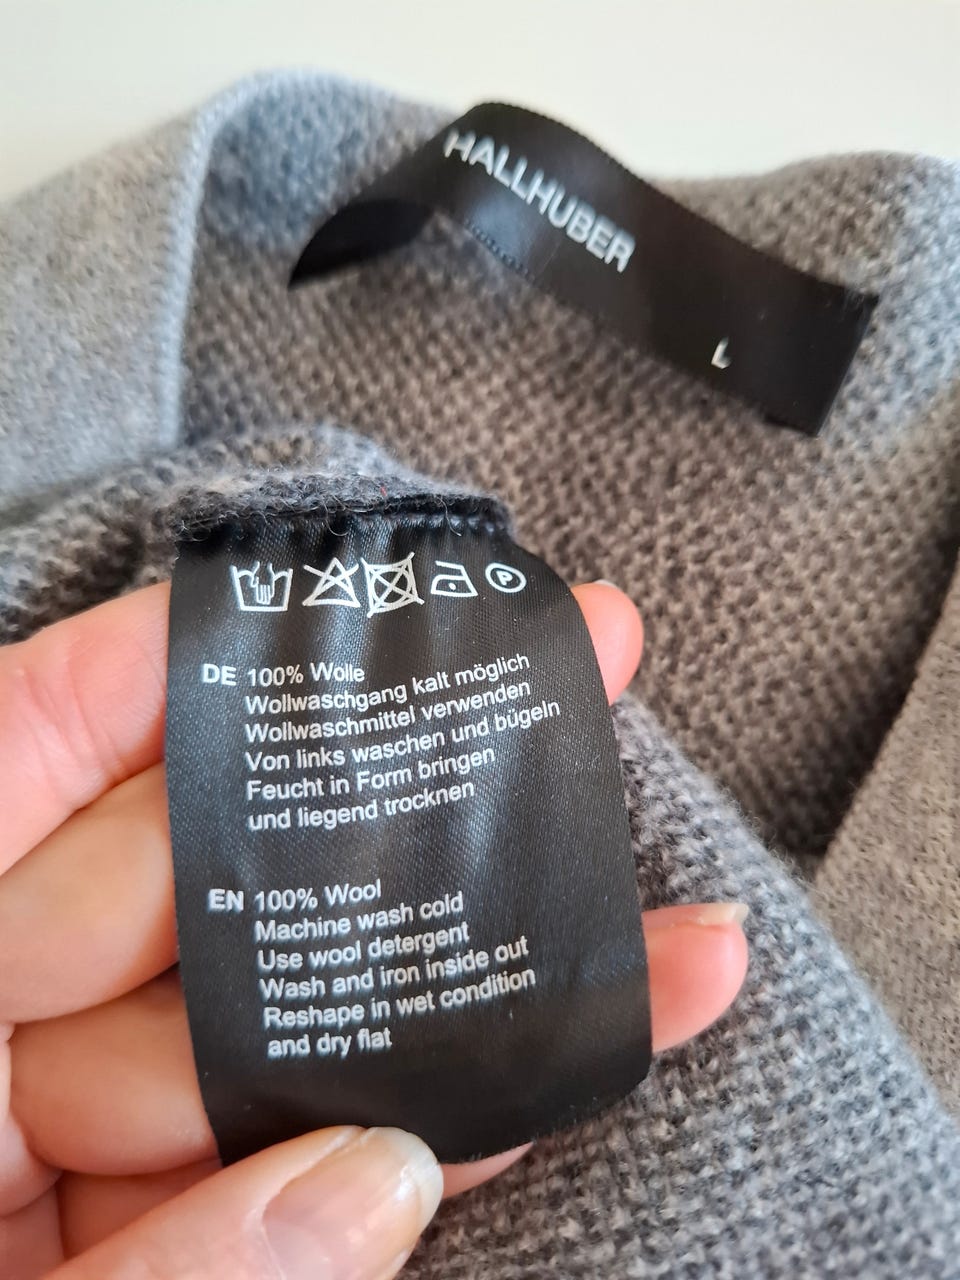 HALLHUBER
L
P
DE 100% Wolle
Wollwaschgang kalt möglich
Wollwaschmittel verwenden
Von links waschen und bügeln
Feucht in Form bringen
und liegend trocknen
EN 100% Wool
Machine wash cold
Use wool detergent
Wash and iron inside out
Reshape in wet condition
and dry flat